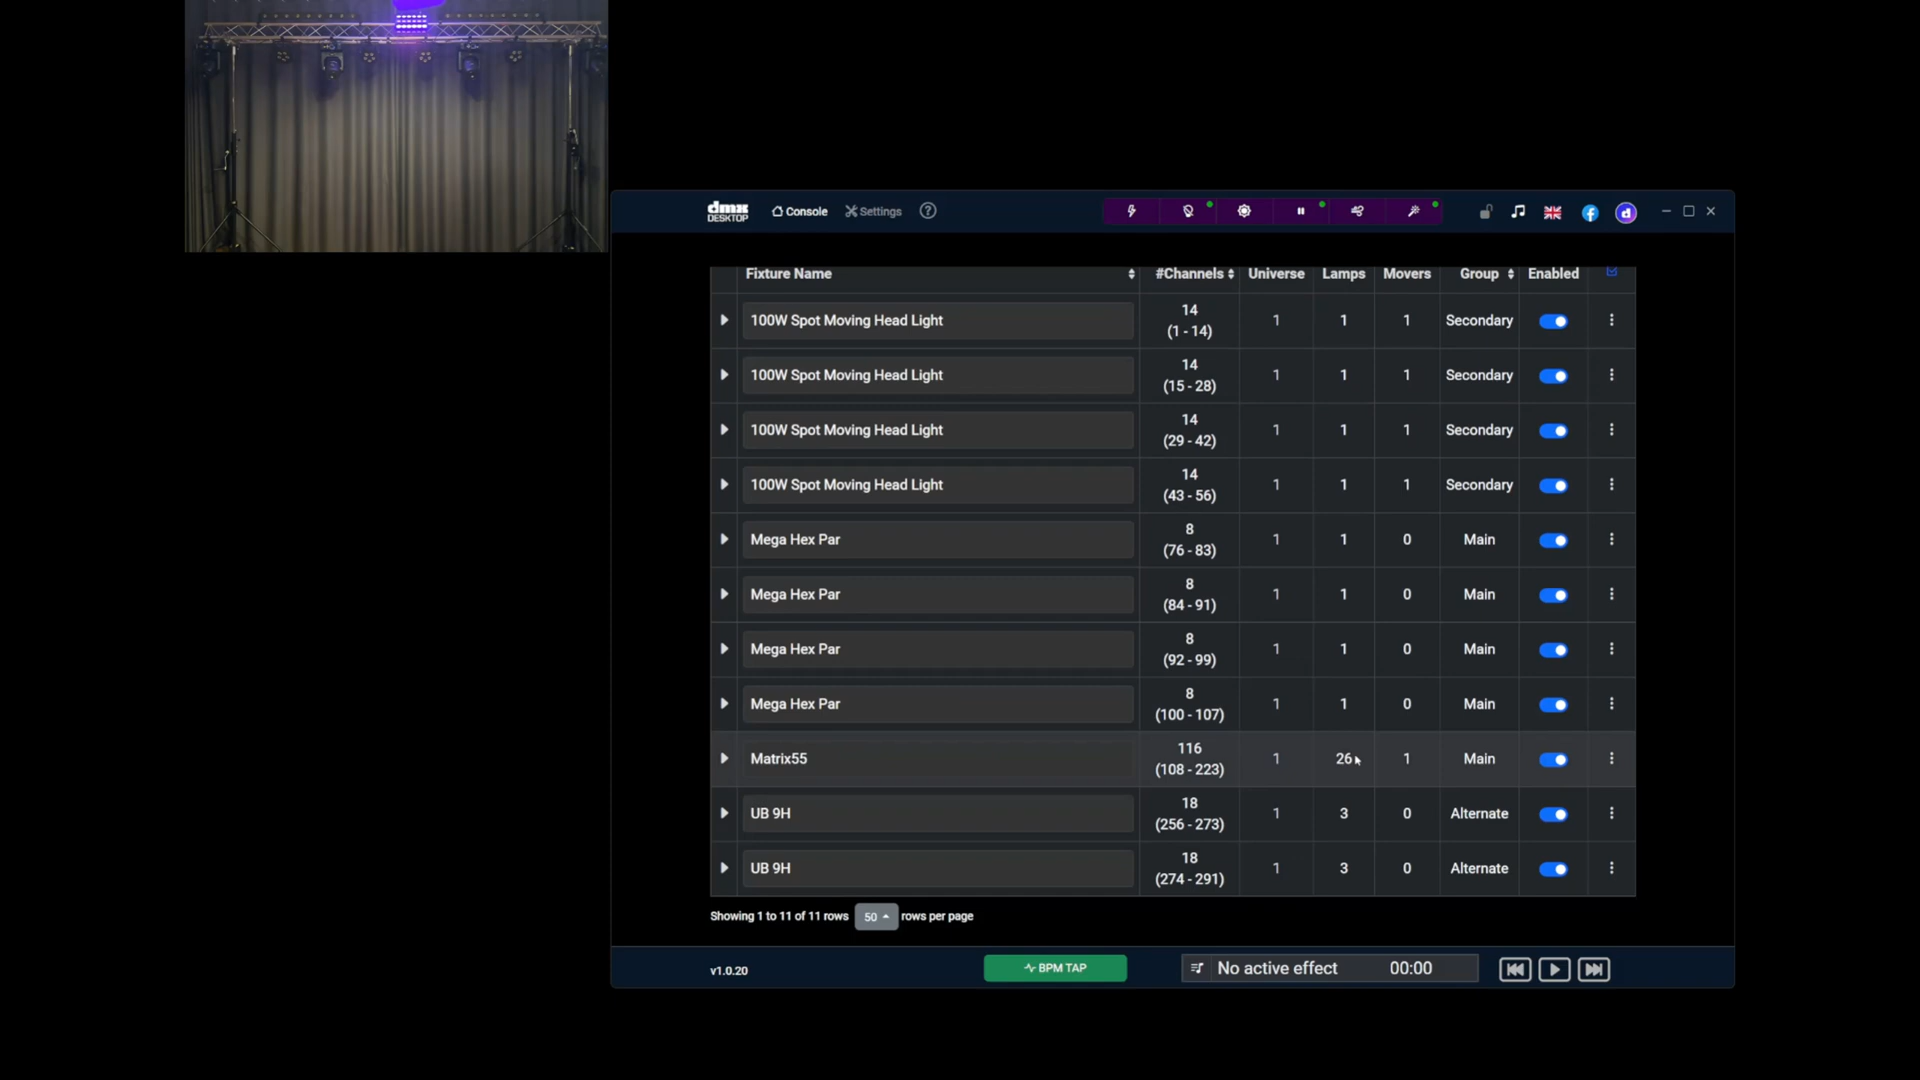 dmx
DESKTOP
Console
Settings
Fixture Name #Channels Universe Lamps Movers Group Enabled
100W Spot Moving Head Light 14 (1 - 14) 1 1 1 Secondary
100W Spot Moving Head Light 14 (15 - 28) 1 1 1 Secondary
100W Spot Moving Head Light 14 (29 - 42) 1 1 1 Secondary
100W Spot Moving Head Light 14 (43 - 56) 1 1 1 Secondary
Mega Hex Par 8 (76 - 83) 1 1 0 Main
Mega Hex Par 8 (84 - 91) 1 1 0 Main
Mega Hex Par 8 (92 - 99) 1 1 0 Main
Mega Hex Par 8 (100 - 107) 1 1 0 Main
Matrix55 116 (108 - 223) 1 26 1 Main
UB 9H 18 (256 - 273) 1 3 0 Alternate
UB 9H 18 (274 - 291) 1 3 0 Alternate
Showing 1 to 11 of 11 rows 50 rows per page
v1.0.20 BPM TAP No active effect 00:00